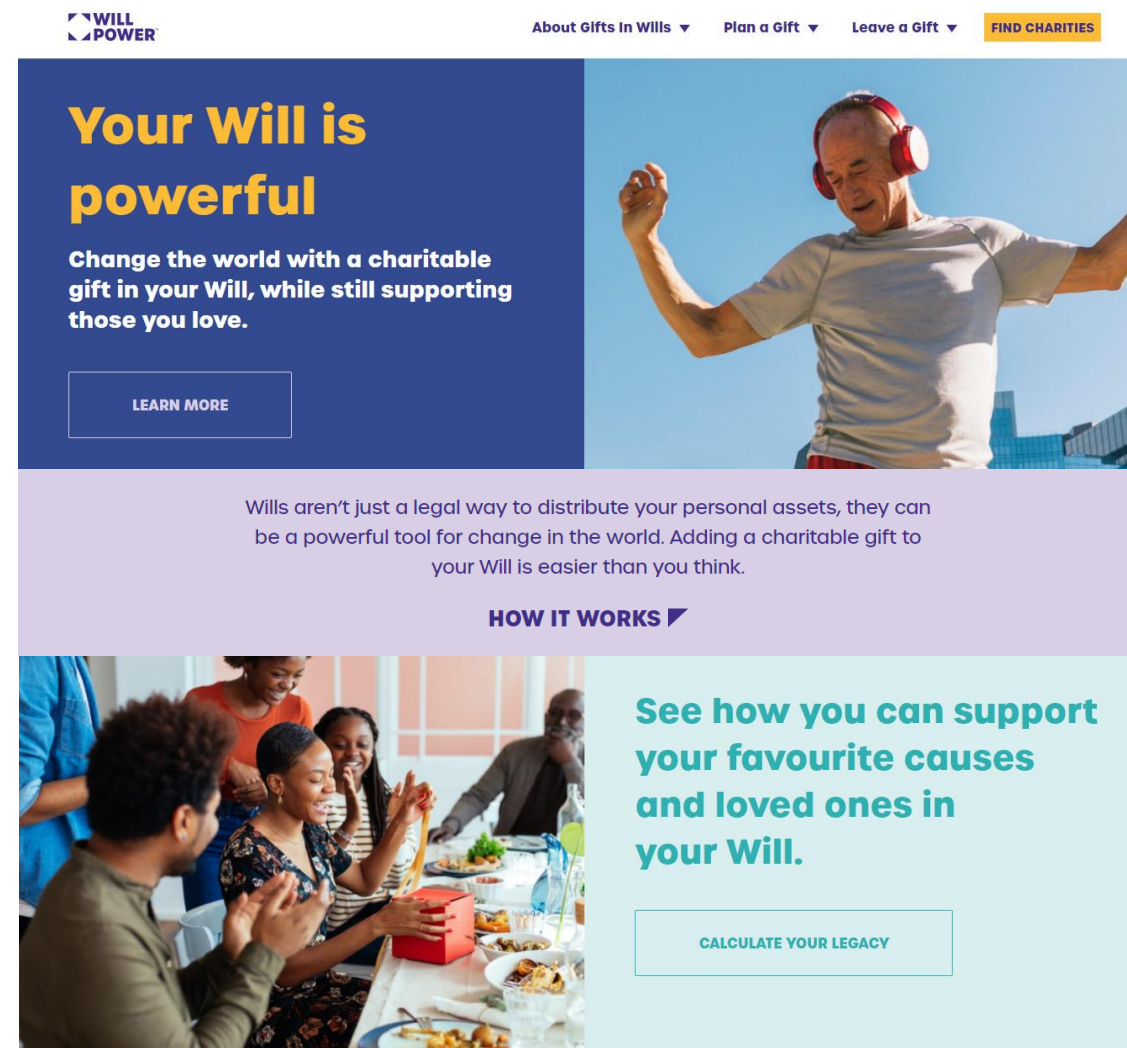 WILL
POWER
About Gifts In Wills
Plan a Gift
Leave a Gift
FIND CHARITIES
Your Will is
powerful
Change the world with a charitable
gift in your Will, while still supporting
those you love.
LEARN MORE
Wills aren't just a legal way to distribute your personal assets, they can
be a powerful tool for change in the world. Adding a charitable gift to
your Will is easier than you think.
HOW IT WORKS
See how you can support
your favourite causes
and loved ones in
your Will.
CALCULATE YOUR LEGACY